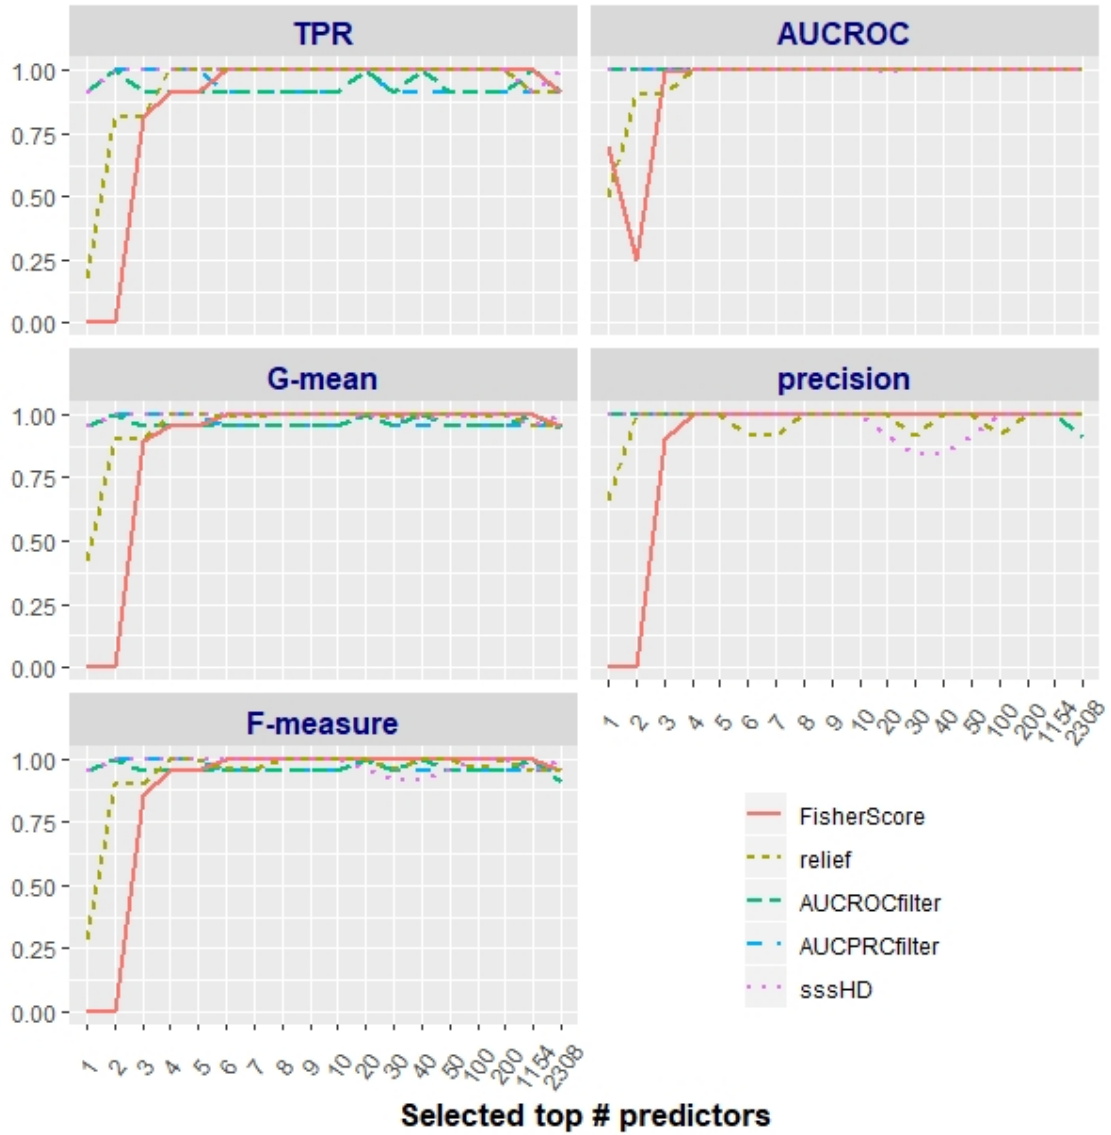 TPR
AUCROC
1.00
0.75
0.50
0.25
0.00
G-mean
precision
1.00
0.75
0.50
0.25
0.00
1 2 3 4 5 6 7 8 9 10 20 30 40 50 100 200 1154 2308
F-measure
1.00
0.75
0.50
0.25
0.00
1 2 3 4 5 6 7 8 9 10 20 30 40 50 100 200 1154 2308
FisherScore
relief
AUCROCfilter
AUCPRCfilter
sssHD
Selected top # predictors